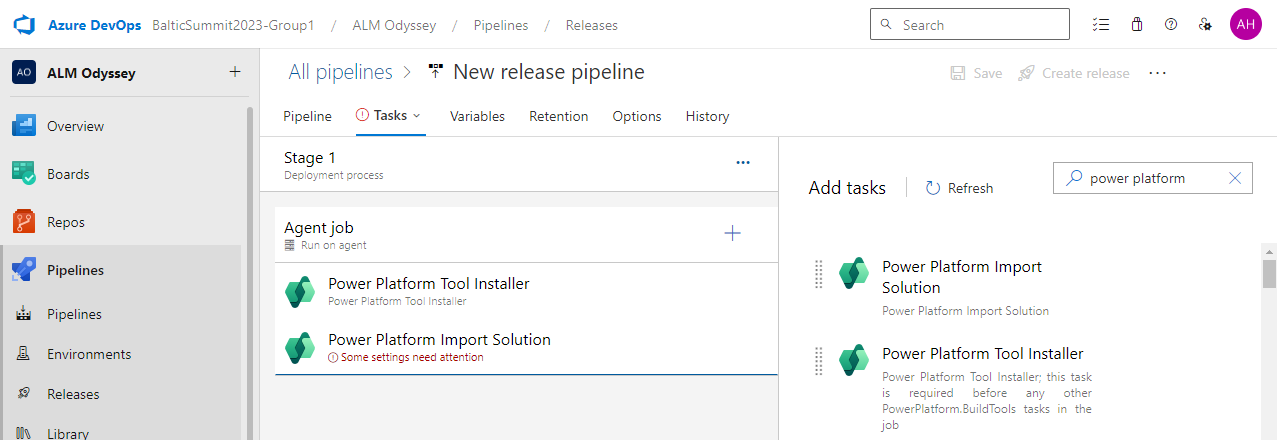 Azure DevOps BalticSummit2023-Group1 / ALM Odyssey / Pipelines / Releases
Search
AH
AO ALM Odyssey +
All pipelines > New release pipeline
Save Create release ...
Overview
Pipeline Tasks Variables Retention Options History
Boards
Stage 1
Deployment process
...
Add tasks Refresh
power platform
Repos
Agent job
Run on agent
Pipelines
Power Platform Tool Installer
Power Platform Tool Installer
Power Platform Import
Solution
Power Platform Import Solution
Pipelines
Power Platform Import Solution
Some settings need attention
Environments
Power Platform Tool Installer
Power Platform Tool Installer; this task
is required before any other
PowerPlatform.BuildTools tasks in the
job
Releases
Library